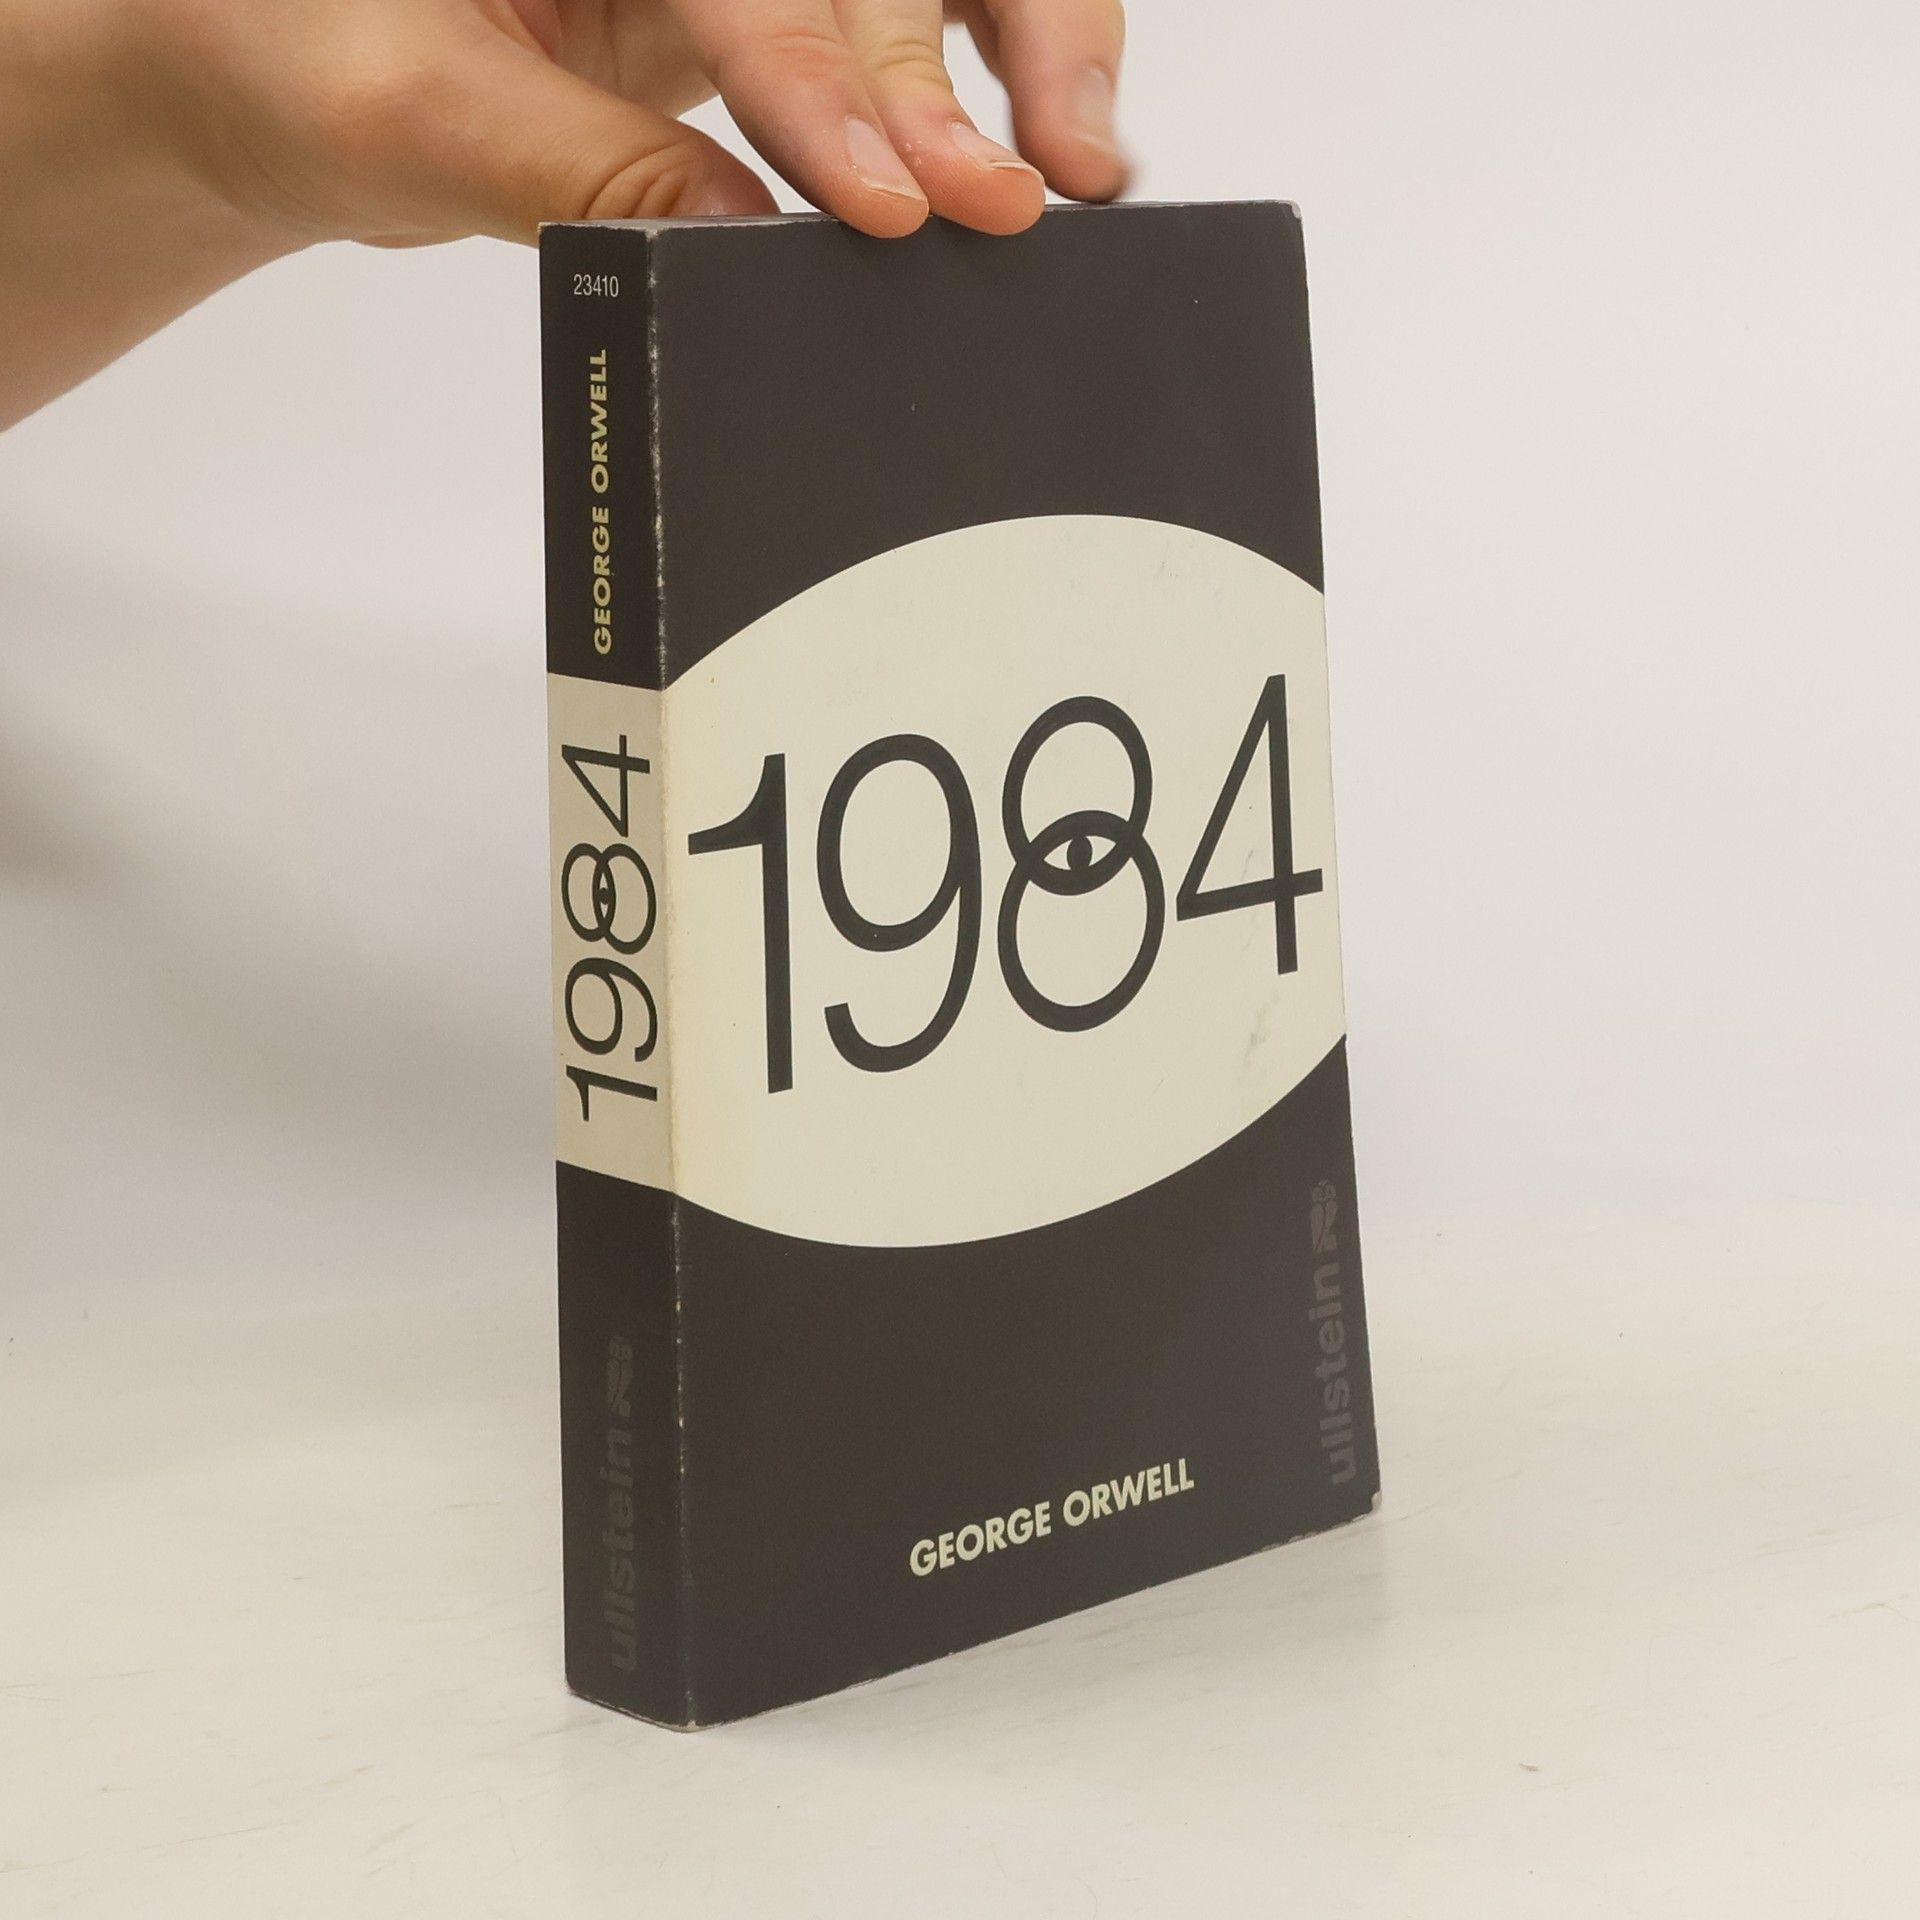 23410
GEORGE ORWELL
1984
ullstein
1984
GEORGE ORWELL
ullstein